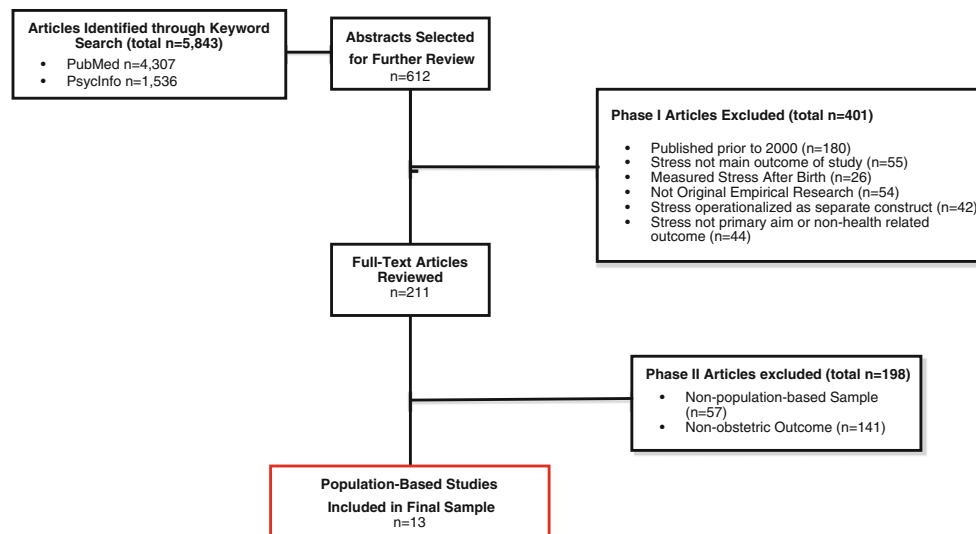 Articles Identified through Keyword
Search (total n=5,843)
• PubMed n=4,307
• PsycInfo n=1,536
Abstracts Selected
for Further Review
n=612
Phase I Articles Excluded (total n=401)
• Published prior to 2000 (n=180)
• Stress not main outcome of study (n=55)
• Measured Stress After Birth (n=26)
• Not Original Empirical Research (n=54)
• Stress operationalized as separate construct (n=42)
• Stress not primary aim or non-health related
outcome (n=44)
Full-Text Articles
Reviewed
n=211
Phase II Articles excluded (total n=198)
• Non-population-based Sample
(n=57)
• Non-obstetric Outcome (n=141)
Population-Based Studies
Included in Final Sample
n=13